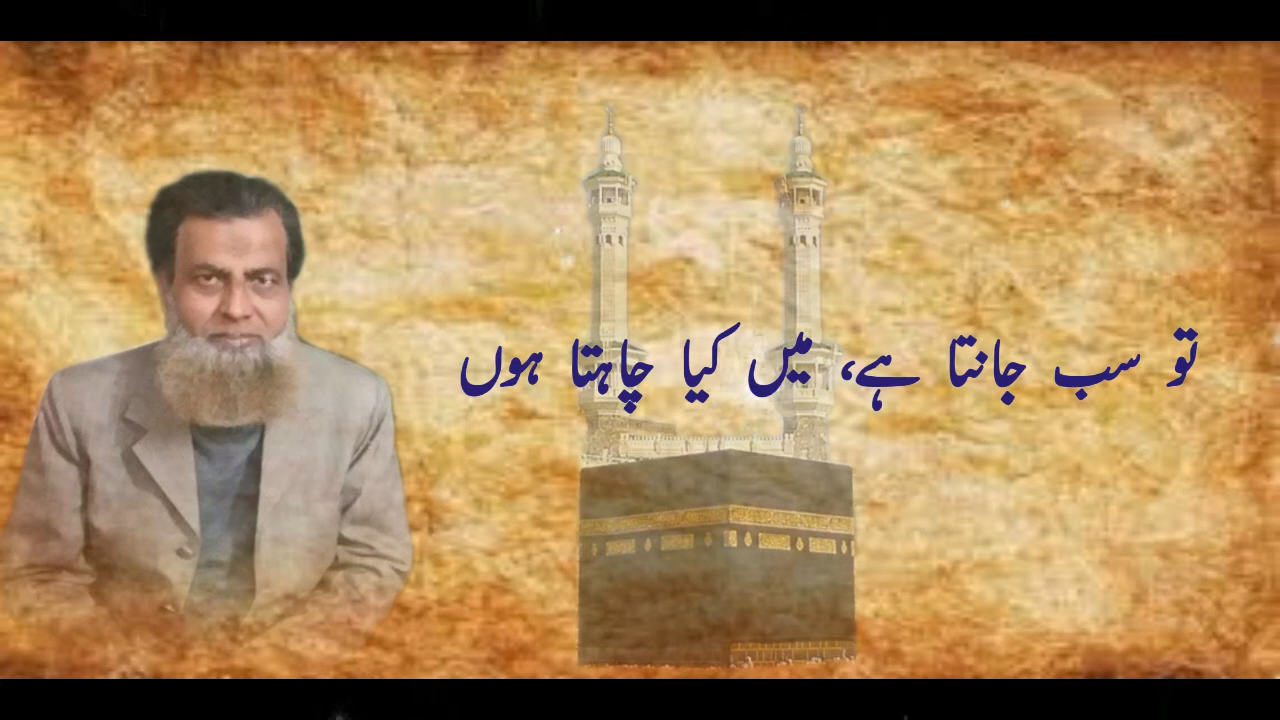 تو سب جانتا ہے، میں کیا چاہتا ہوں